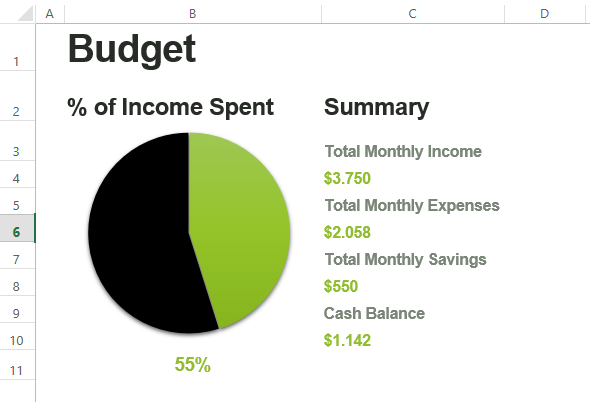 A B C D
1 Budget
2 % of Income Spent Summary
3 Total Monthly Income
4 $3.750
5 Total Monthly Expenses
6 $2.058
7 Total Monthly Savings
8 $550
9 Cash Balance
10 $1.142
11 55%